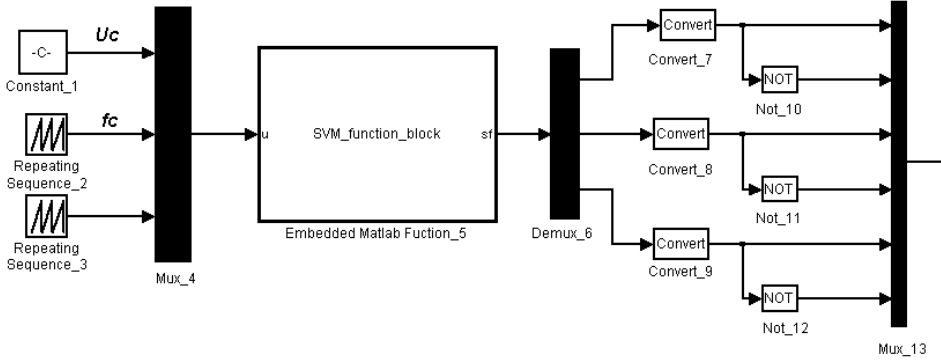 Uc
-C-
Constant_1
fc
Repeating
Sequence_2
Repeating
Sequence_3
Mux_4
u
SVM_function_block
sf
Embedded Matlab Fuction_5
Demux_6
Convert
Convert_7
NOT
Not_10
Convert
Convert_8
NOT
Not_11
Convert
Convert_9
NOT
Not_12
Mux_13